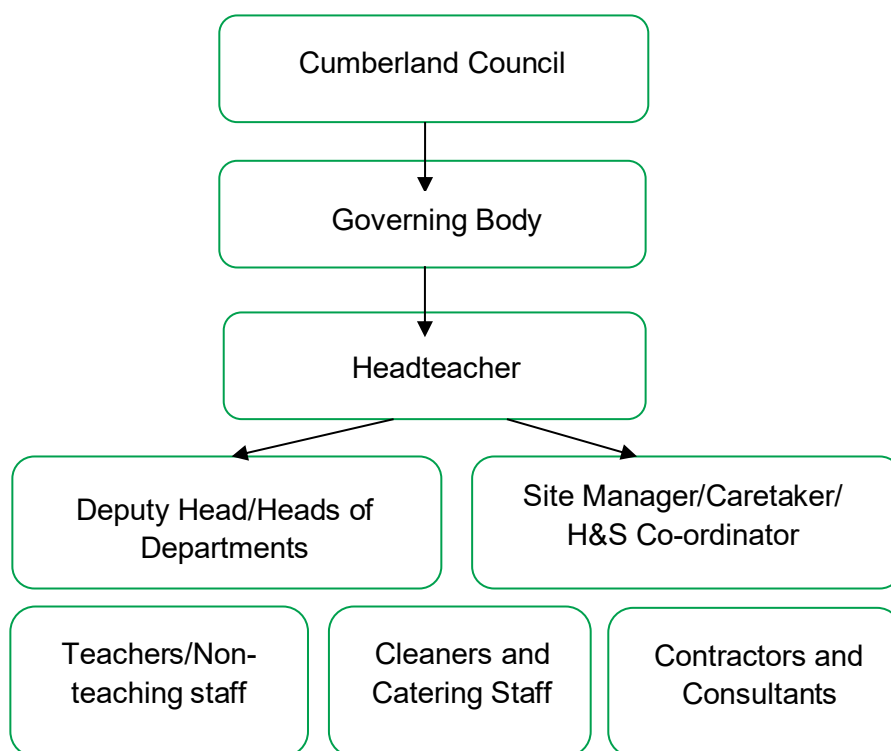 Cumberland Council
Governing Body
Headteacher
Deputy Head/Heads of
Departments
Site Manager/Caretaker/
H&S Co-ordinator
Teachers/Non-
teaching staff
Cleaners and
Catering Staff
Contractors and
Consultants